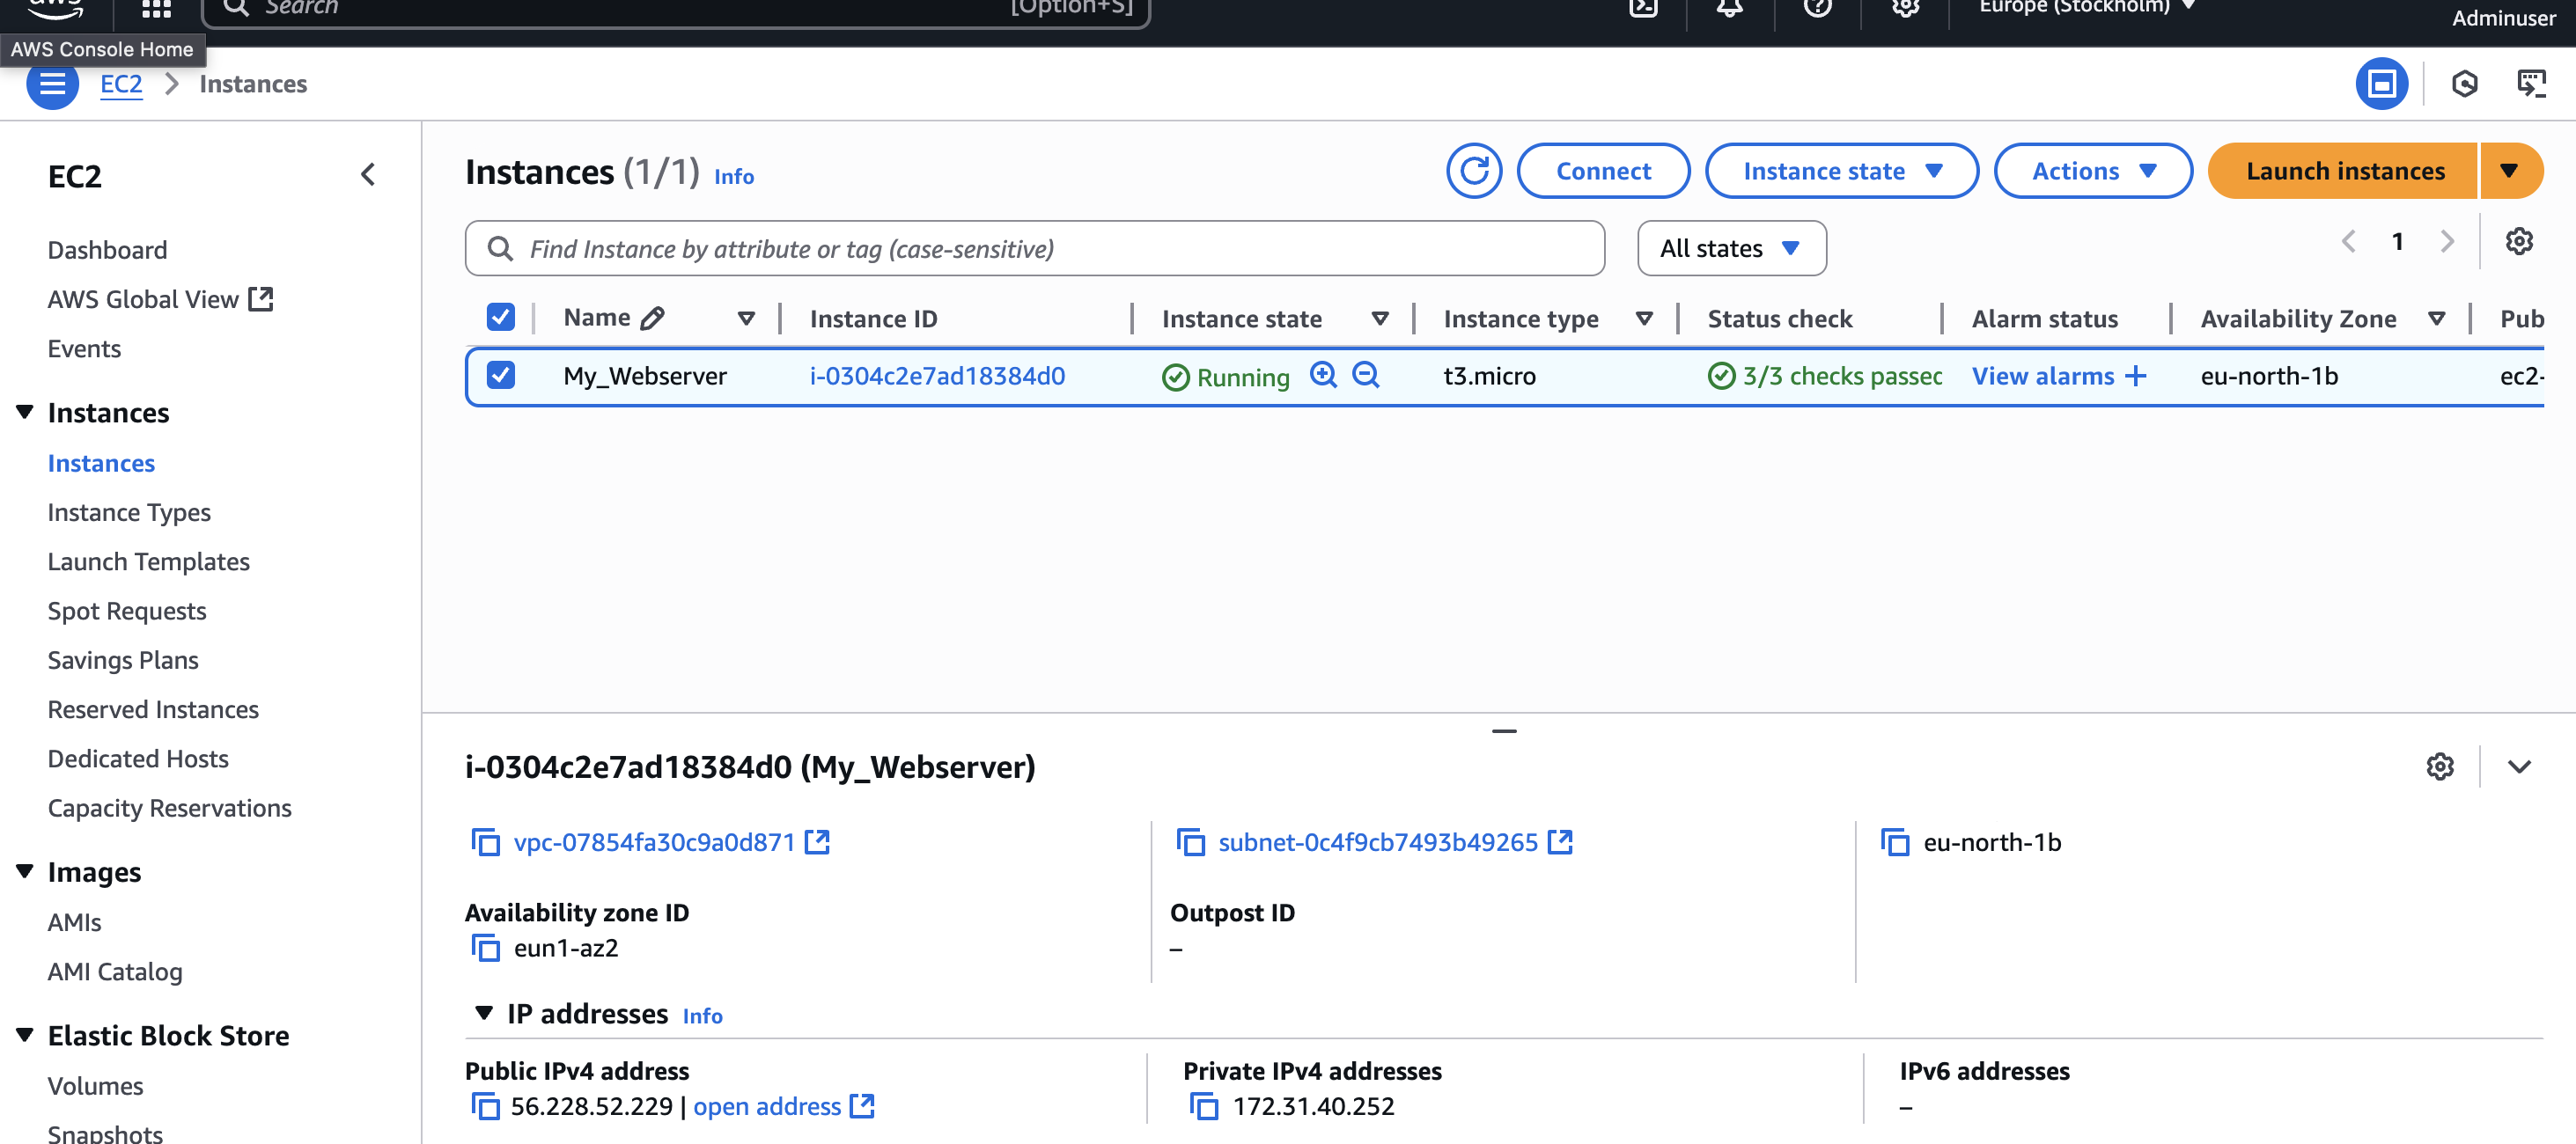 aws
Search
[Option+S]
Europe (Stockholm)
Adminuser
AWS Console Home
EC2
Instances
EC2
Dashboard
AWS Global View
Events
Instances
Instances
Instance Types
Launch Templates
Spot Requests
Savings Plans
Reserved Instances
Dedicated Hosts
Capacity Reservations
Images
AMIs
AMI Catalog
Elastic Block Store
Volumes
Snapshots
Instances (1/1) Info
Connect
Instance state
Actions
Launch instances
Find Instance by attribute or tag (case-sensitive)
All states
1
Name Instance ID Instance state Instance type Status check Alarm status Availability Zone Pub
My_Webserver i-0304c2e7ad18384d0 Running t3.micro 3/3 checks passed View alarms + eu-north-1b ec2-
i-0304c2e7ad18384d0 (My_Webserver)
vpc-07854fa30c9a0d871 subnet-0c4f9cb7493b49265 eu-north-1b
Availability zone ID Outpost ID
eun1-az2 –
IP addresses Info
Public IPv4 address Private IPv4 addresses IPv6 addresses
56.228.52.229 | open address 172.31.40.252 –